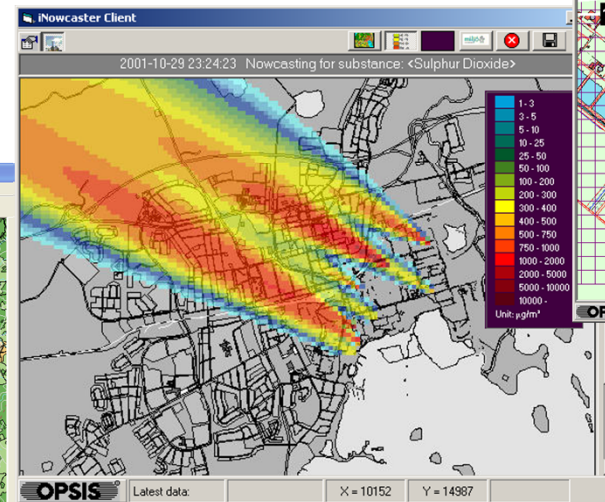 iNowcaster Client
2001-10-29 23:24:23 Nowcasting for substance: <Sulphur Dioxide>
1 - 3
3 - 5
5 - 10
10 - 25
25 - 50
50 - 100
100 - 200
200 - 300
300 - 400
400 - 500
500 - 750
750 - 1000
1000 - 2000
2000 - 5000
5000 - 10000
10000 -
Unit: µg/m³
OPS
OPSIS
Latest data:
X = 10152
Y = 14987